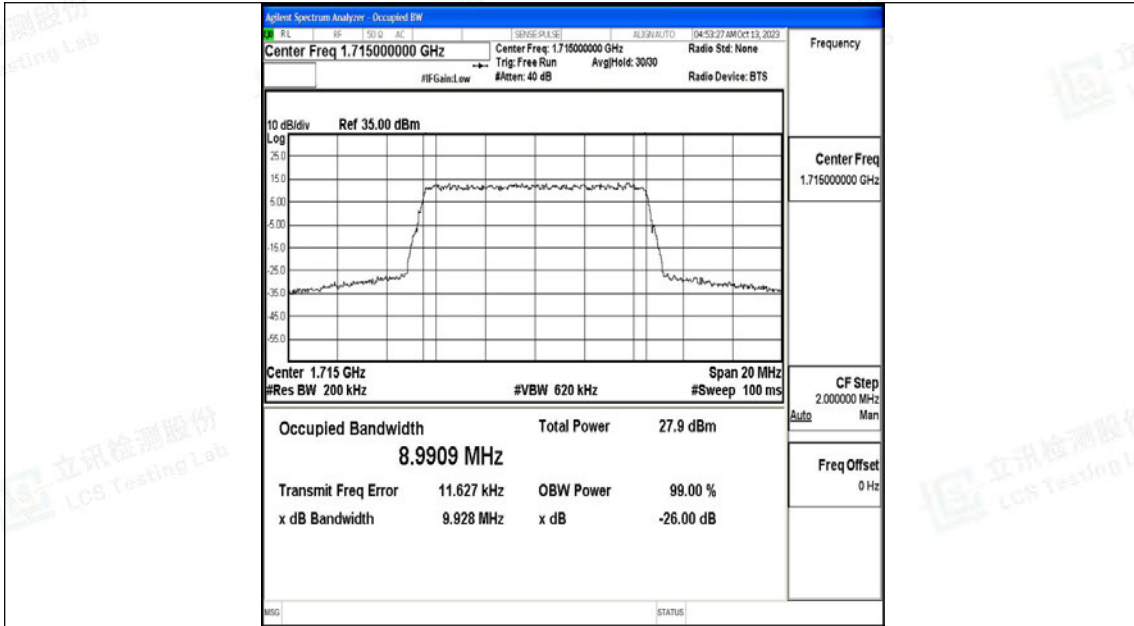 Agilent Spectrum Analyzer - Occupied BW
RL RF 50 Ω AC SENSE:PULSE ALIGNAUTO 04:53:27 AM Oct 13, 2023
Center Freq 1.715000000 GHz
Center Freq: 1.715000000 GHz
Radio Std: None
Trig: Free Run Avg|Hold: 30/30
#IFGain:Low #Atten: 40 dB Radio Device: BTS
Frequency
10 dB/div Ref 35.00 dBm
Log
25.0
15.0
5.00
-5.00
-15.0
-25.0
-35.0
-45.0
-55.0
Center 1.715 GHz Span 20 MHz
#Res BW 200 kHz #VBW 620 kHz #Sweep 100 ms
Occupied Bandwidth Total Power 27.9 dBm
8.9909 MHz
Transmit Freq Error 11.627 kHz OBW Power 99.00 %
x dB Bandwidth 9.928 MHz x dB -26.00 dB
Center Freq
1.715000000 GHz
CF Step
2.000000 MHz
Auto Man
Freq Offset
0 Hz
MSG STATUS
立讯检测股份
LCS Testing Lab
立讯检测股份
LCS Testing